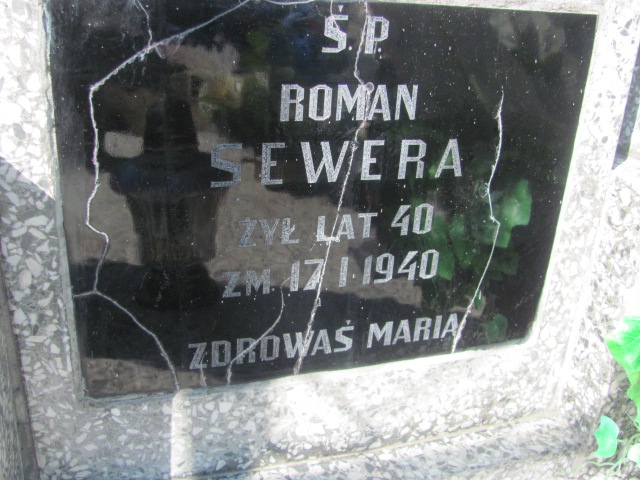 Ś.P.
ROMAN
SEWERA
ŻYŁ LAT 40
ZM. 17 I 1940
ZDROWAŚ MARIA